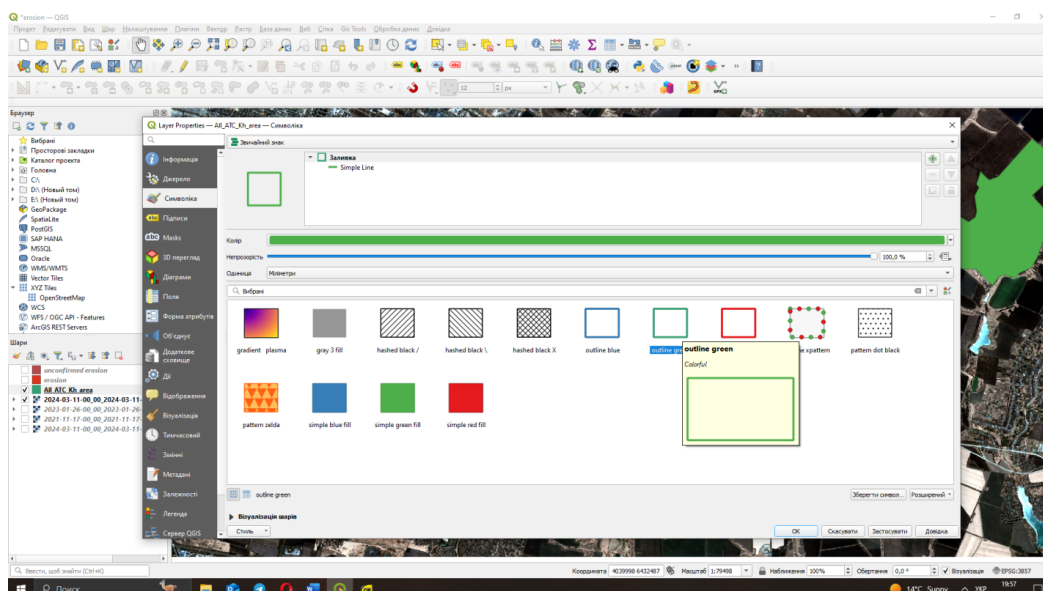 *erosion — QGIS
Проєкт Редагувати Вид Шар Налаштування Плагіни Вектор Растр База даних Веб Сітка Gis Tools Обробка даних Довідка
12 px
Браузер
Вибрані
Просторові закладки
Каталог проекта
Головна
C:\
D:\ (Новый том)
E:\ (Новый том)
GeoPackage
SpatiaLite
PostGIS
SAP HANA
MSSQL
Oracle
WMS/WMTS
Vector Tiles
XYZ Tiles
OpenStreetMap
WCS
WFS / OGC API - Features
ArcGIS REST Servers
Шари
unconfirmed erosion
erosion
All_ATC_Kh_area
2024-03-11-00_00_2024-03-11-
2023-01-26-00_00_2023-01-26-
2021-11-17-00_00_2021-11-17-
2024-03-11-00_00_2024-03-11-
Layer Properties — All_ATC_Kh_area — Символіка
Інформація
Джерело
Символіка
Підписи
Masks
3D перегляд
Діаграми
Поля
Форма атрибутів
Об'єднує
Додаткове сховище
Дії
Відображення
Візуалізація
Тимчасовий
Змінні
Метадані
Залежності
Легенда
Сервер QGIS
Звичайний знак
Заливка
Simple Line
Колір
Непрозорість 100,0 %
Одиниця Міліметри
Вибрані
gradient plasma gray 3 fill hashed black / hashed black \ hashed black X outline blue outline gre e xpattern pattern dot black
outline green
Colorful
pattern zelda simple blue fill simple green fill simple red fill
outline green Зберегти символ... Розширений
Візуалізація шарів
Стиль OK Скасувати Застосувати Довідка
Ввести, щоб знайти (Ctrl+K) Координата 4039998 6432487 Масштаб 1:79498 Наближення 100% Обертання 0,0 ° Візуалізація EPSG:3857
Поиск 14°C Sunny УКР 19:57